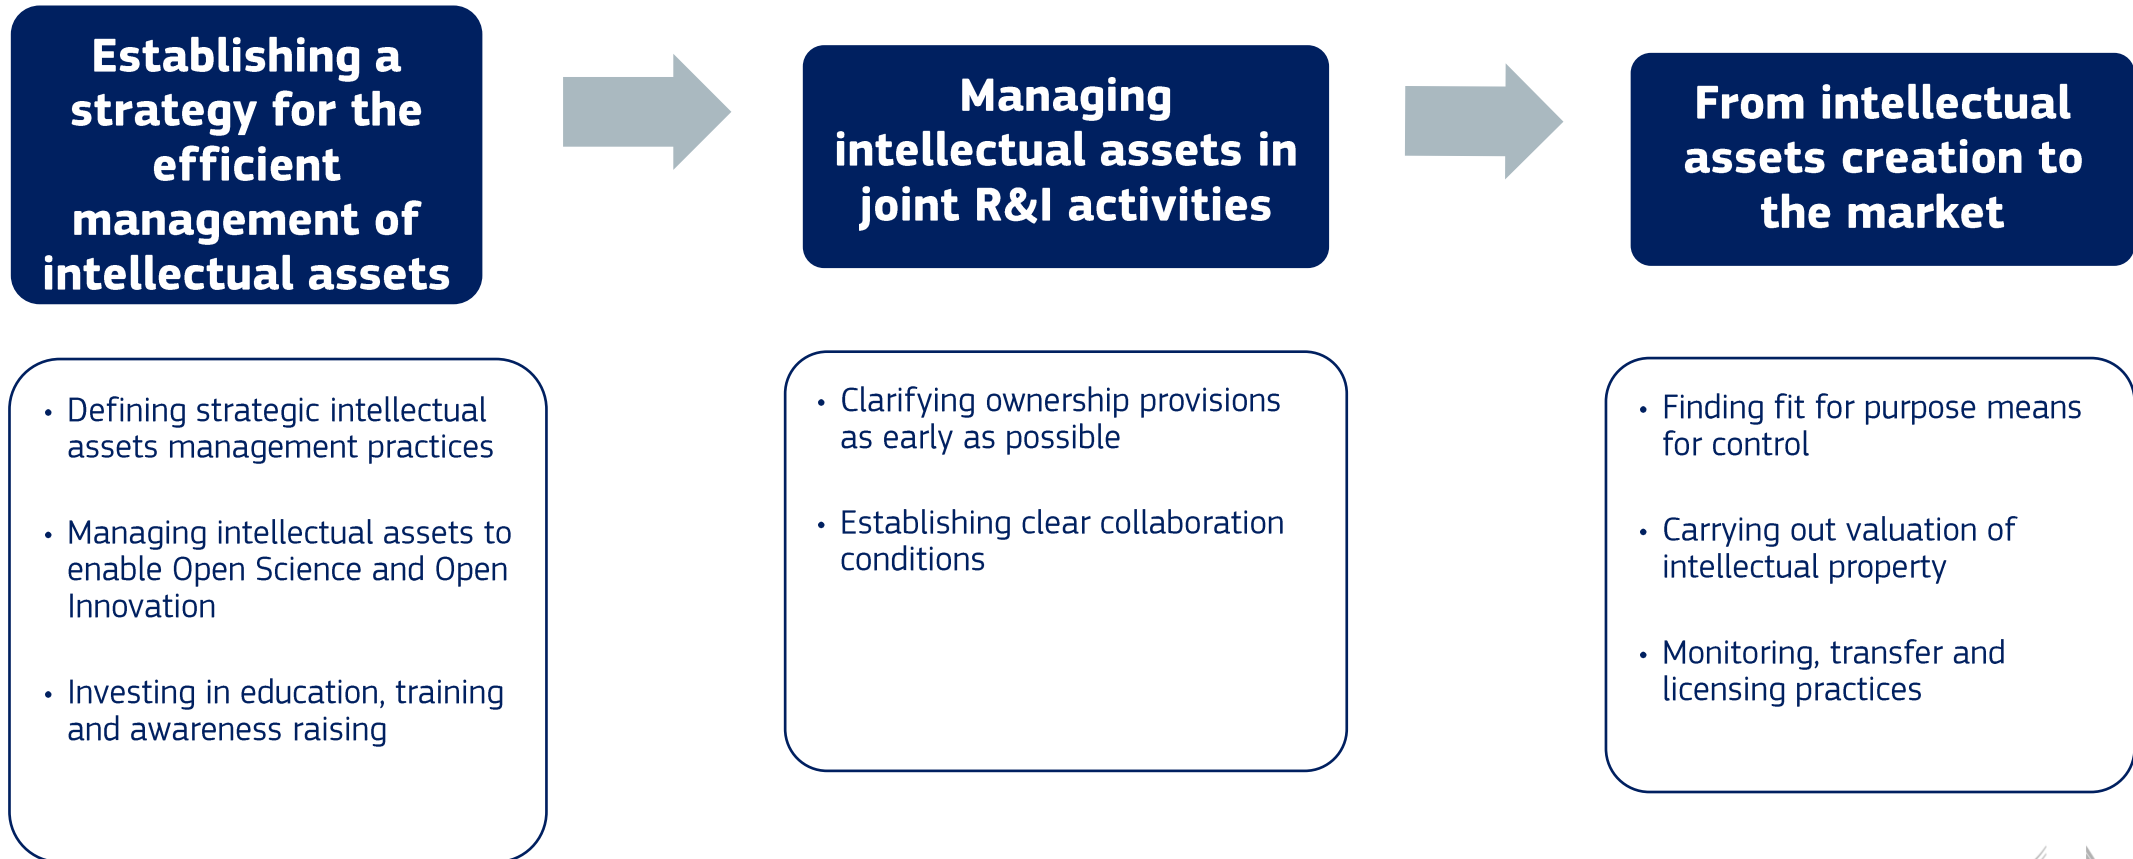 Establishing a
strategy for the
efficient
management of
intellectual assets
Managing
intellectual assets in
joint R&I activities
From intellectual
assets creation to
the market
• Defining strategic intellectual
assets management practices
• Managing intellectual assets to
enable Open Science and Open
Innovation
• Investing in education, training
and awareness raising
• Clarifying ownership provisions
as early as possible
• Establishing clear collaboration
conditions
• Finding fit for purpose means
for control
• Carrying out valuation of
intellectual property
• Monitoring, transfer and
licensing practices